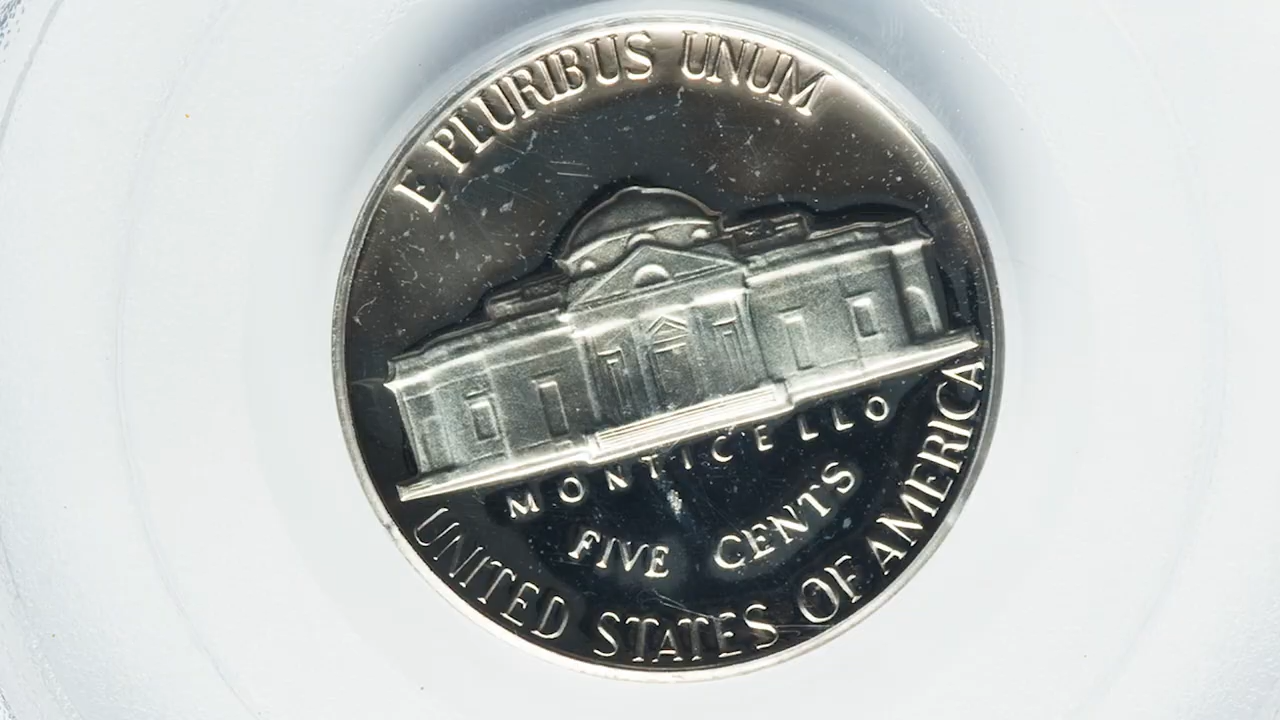 E PLURIBUS UNUM
MONTICELLO
FIVE CENTS
UNITED STATES OF AMERICA